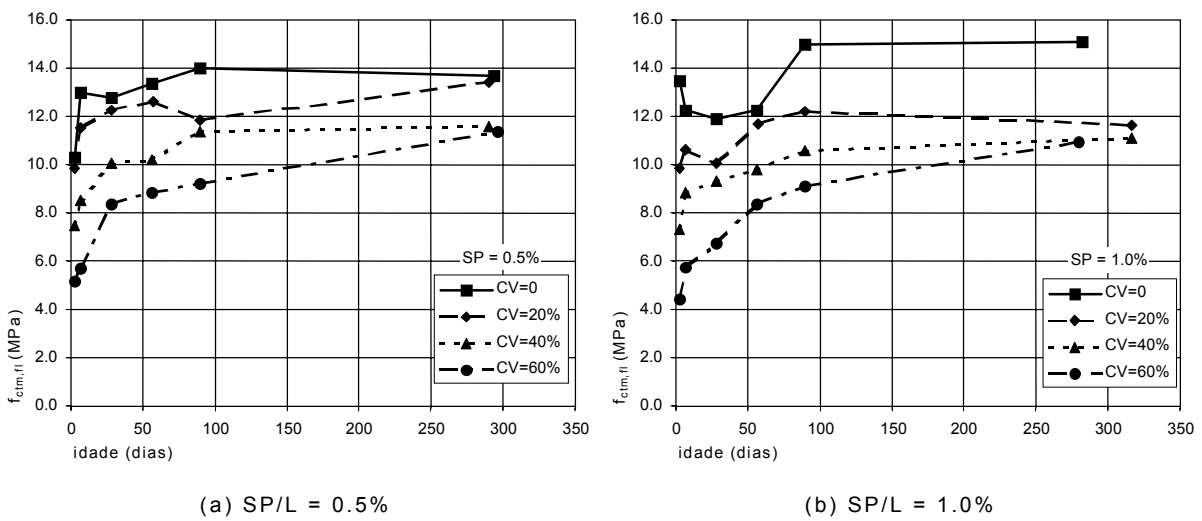 16.0
14.0
12.0
10.0
8.0
6.0
4.0
2.0
0.0
f ctm,fl (MPa)
0 50 100 150 200 250 300 350
idade (dias)
SP = 0.5%
CV=0
CV=20%
CV=40%
CV=60%
(a) SP/L = 0.5%
16.0
14.0
12.0
10.0
8.0
6.0
4.0
2.0
0.0
f ctm,fl (MPa)
0 50 100 150 200 250 300 350
idade (dias)
SP = 1.0%
CV=0
CV=20%
CV=40%
CV=60%
(b) SP/L = 1.0%